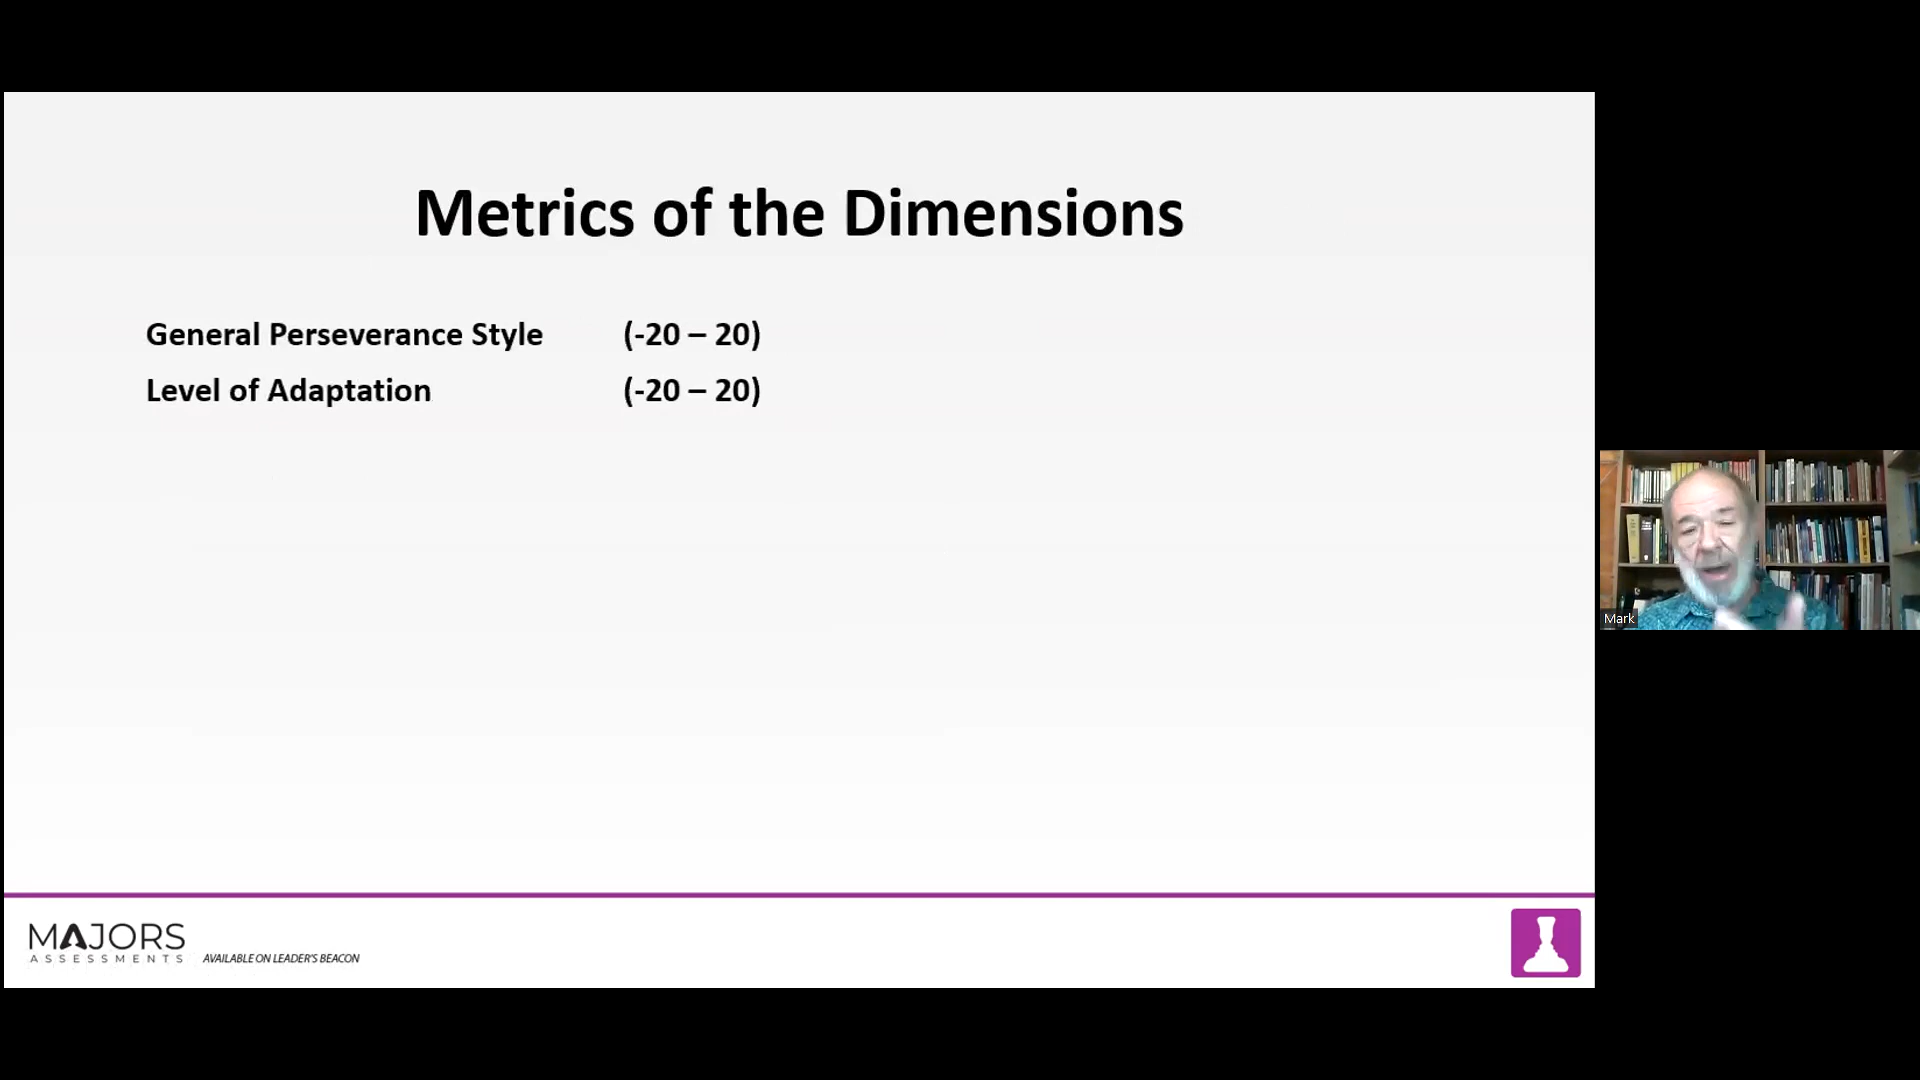 Metrics of the Dimensions
General Perseverance Style (-20 – 20)
Level of Adaptation (-20 – 20)
Mark
MAJORS
ASSESSMENTS
AVAILABLE ON LEADER'S BEACON